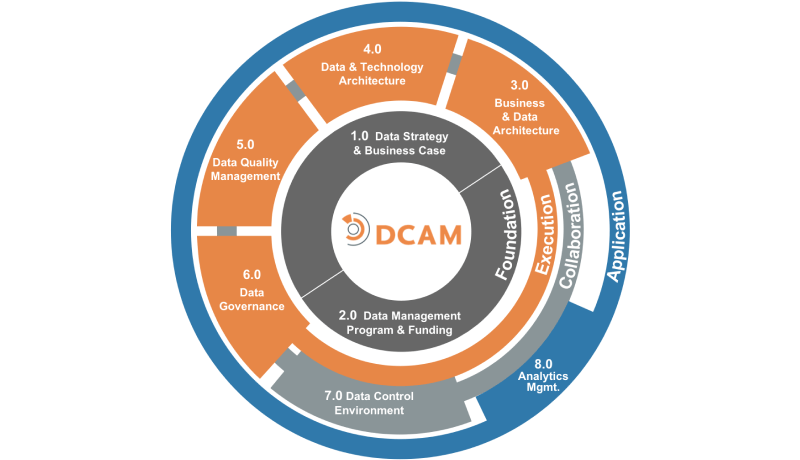 4.0
Data & Technology
Architecture
3.0
Business
& Data
Architecture
5.0
Data Quality
Management
1.0 Data Strategy
& Business Case
DCAM
Foundation
Execution
Collaboration
Application
6.0
Data
Governance
2.0 Data Management
Program & Funding
8.0
Analytics
Mgmt.
7.0 Data Control
Environment